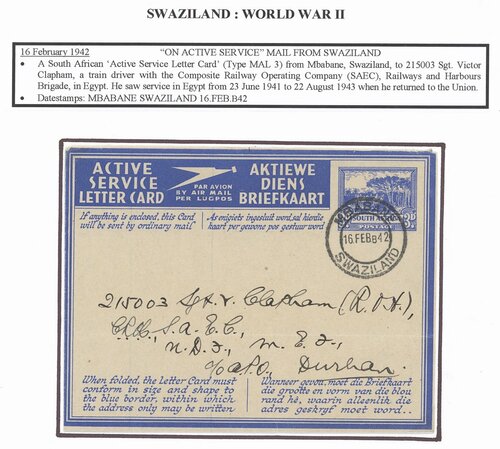 SWAZILAND : WORLD WAR II
16 February 1942 "ON ACTIVE SERVICE" MAIL FROM SWAZILAND
• A South African 'Active Service Letter Card' (Type MAL 3) from Mbabane, Swaziland, to 215003 Sgt. Victor
Clapham, a train driver with the Composite Railway Operating Company (SAEC), Railways and Harbours
Brigade, in Egypt. He saw service in Egypt from 23 June 1941 to 22 August 1943 when he returned to the Union.
• Datestamps: MBABANE SWAZILAND 16.FEB.B42
ACTIVE
SERVICE
LETTER CARD
PAR AVION
BY AIR MAIL
PER LUGPOS
AKTIEWE
DIENS
BRIEFKAART
SOUTH AFRICA
POSTAGE
3D
MBABANE
16.FEB.B42
SWAZILAND
If anything is enclosed, this Card
will be sent by ordinary mail
As enigiets ingesluit word, sal hierdie
kaart per gewone pos gestuur word
215003 Sgt. V. Clapham (R.O.H),
S.A.E.C.,
U.D.F., M.E.F.,
c/o A.P.O., Durban.
When folded, the Letter Card must
conform in size and shape to
the blue border, within which
the address only may be written
Wanneer gevou, moet die Briefkaart
die grootte en vorm van die blou
rand hê, waarin alleenlik die
adres geskryf moet word..